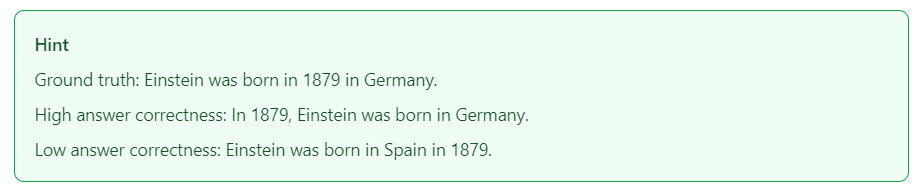 Hint
Ground truth: Einstein was born in 1879 in Germany.
High answer correctness: In 1879, Einstein was born in Germany.
Low answer correctness: Einstein was born in Spain in 1879.